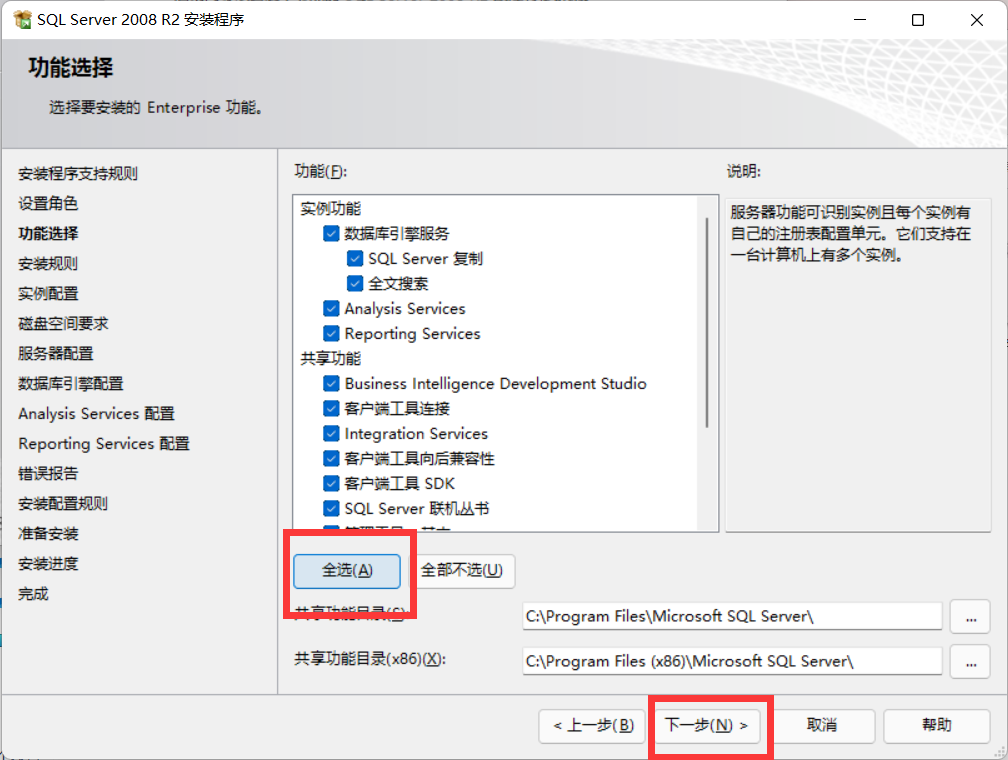 SQL Server 2008 R2 安装程序
功能选择
选择要安装的 Enterprise 功能。
安装程序支持规则
设置角色
功能选择
安装规则
实例配置
磁盘空间要求
服务器配置
数据库引擎配置
Analysis Services 配置
Reporting Services 配置
错误报告
安装配置规则
准备安装
安装进度
完成
功能(F):
实例功能
数据库引擎服务
SQL Server 复制
全文搜索
Analysis Services
Reporting Services
共享功能
Business Intelligence Development Studio
客户端工具连接
Integration Services
客户端工具向后兼容性
客户端工具 SDK
SQL Server 联机丛书
全选(A)
全部不选(U)
说明:
服务器功能可识别实例且每个实例有
自己的注册表配置单元。它们支持在
一台计算机上有多个实例。
共享功能目录(S):
C:\Program Files\Microsoft SQL Server\
...
共享功能目录(x86)(X):
C:\Program Files (x86)\Microsoft SQL Server\
...
< 上一步(B)
下一步(N) >
取消
帮助